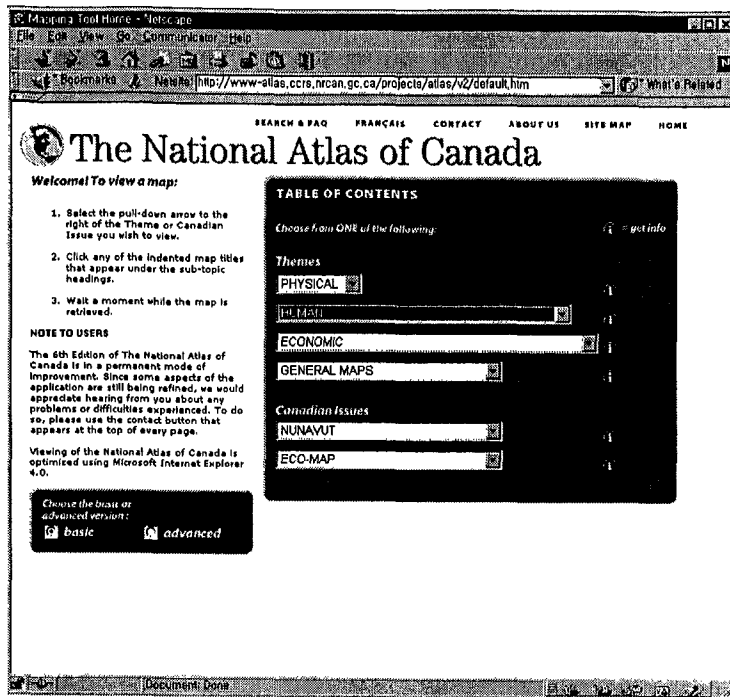 Mapping Tool Home - Netscape
File Edit View Go Communicator Help
Bookmarks Netsite: http://www-atlas.ccrs.nrcan.gc.ca/projects/atlas/v2/default.htm What's Related
SEARCH & FAQ FRANÇAIS CONTACT ABOUT US SITE MAP HOME
The National Atlas of Canada
Welcome! To view a map:
1. Select the pull-down arrow to the
right of the Theme or Canadian
Issue you wish to view.
2. Click any of the indented map titles
that appear under the sub-topic
headings.
3. Wait a moment while the map is
retrieved.
NOTE TO USERS
The 6th Edition of The National Atlas of
Canada is in a permanent mode of
improvement. Since some aspects of the
application are still being refined, we would
appreciate hearing from you about any
problems or difficulties experienced. To do
so, please use the contact button that
appears at the top of every page.
Viewing of the National Atlas of Canada is
optimized using Microsoft Internet Explorer
4.0.
Choose the basic or
advanced version:
basic advanced
TABLE OF CONTENTS
Choose from ONE of the following: i = get info
Themes
PHYSICAL
HUMAN
ECONOMIC
GENERAL MAPS
Canadian Issues
NUNAVUT
ECO-MAP
Document: Done